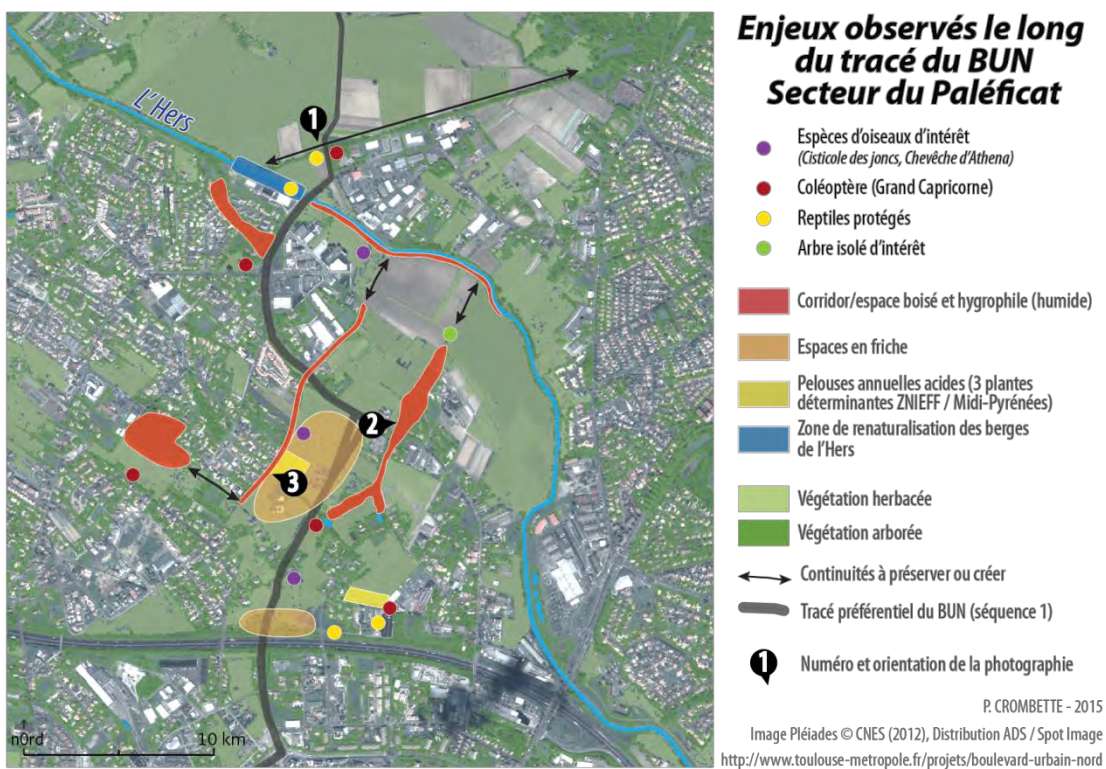 Enjeux observés le long
du tracé du BUN
Secteur du Paléficat
Espèces d'oiseaux d'intérêt
(Cisticole des joncs, Chevêche d'Athena)
Coléoptère (Grand Capricorne)
Reptiles protégés
Arbre isolé d'intérêt
Corridor/espace boisé et hygrophile (humide)
Espaces en friche
Pelouses annuelles acides (3 plantes
déterminantes ZNIEFF / Midi-Pyrénées)
Zone de renaturalisation des berges
de l'Hers
Végétation herbacée
Végétation arborée
Continuités à préserver ou créer
Tracé préférentiel du BUN (séquence 1)
1
Numéro et orientation de la photographie
P. CROMBETTE - 2015
Image Pléiades © CNES (2012), Distribution ADS / Spot Image
http://www.toulouse-metropole.fr/projets/boulevard-urbain-nord
L'Hers
1
2
3
n0rd
10 km